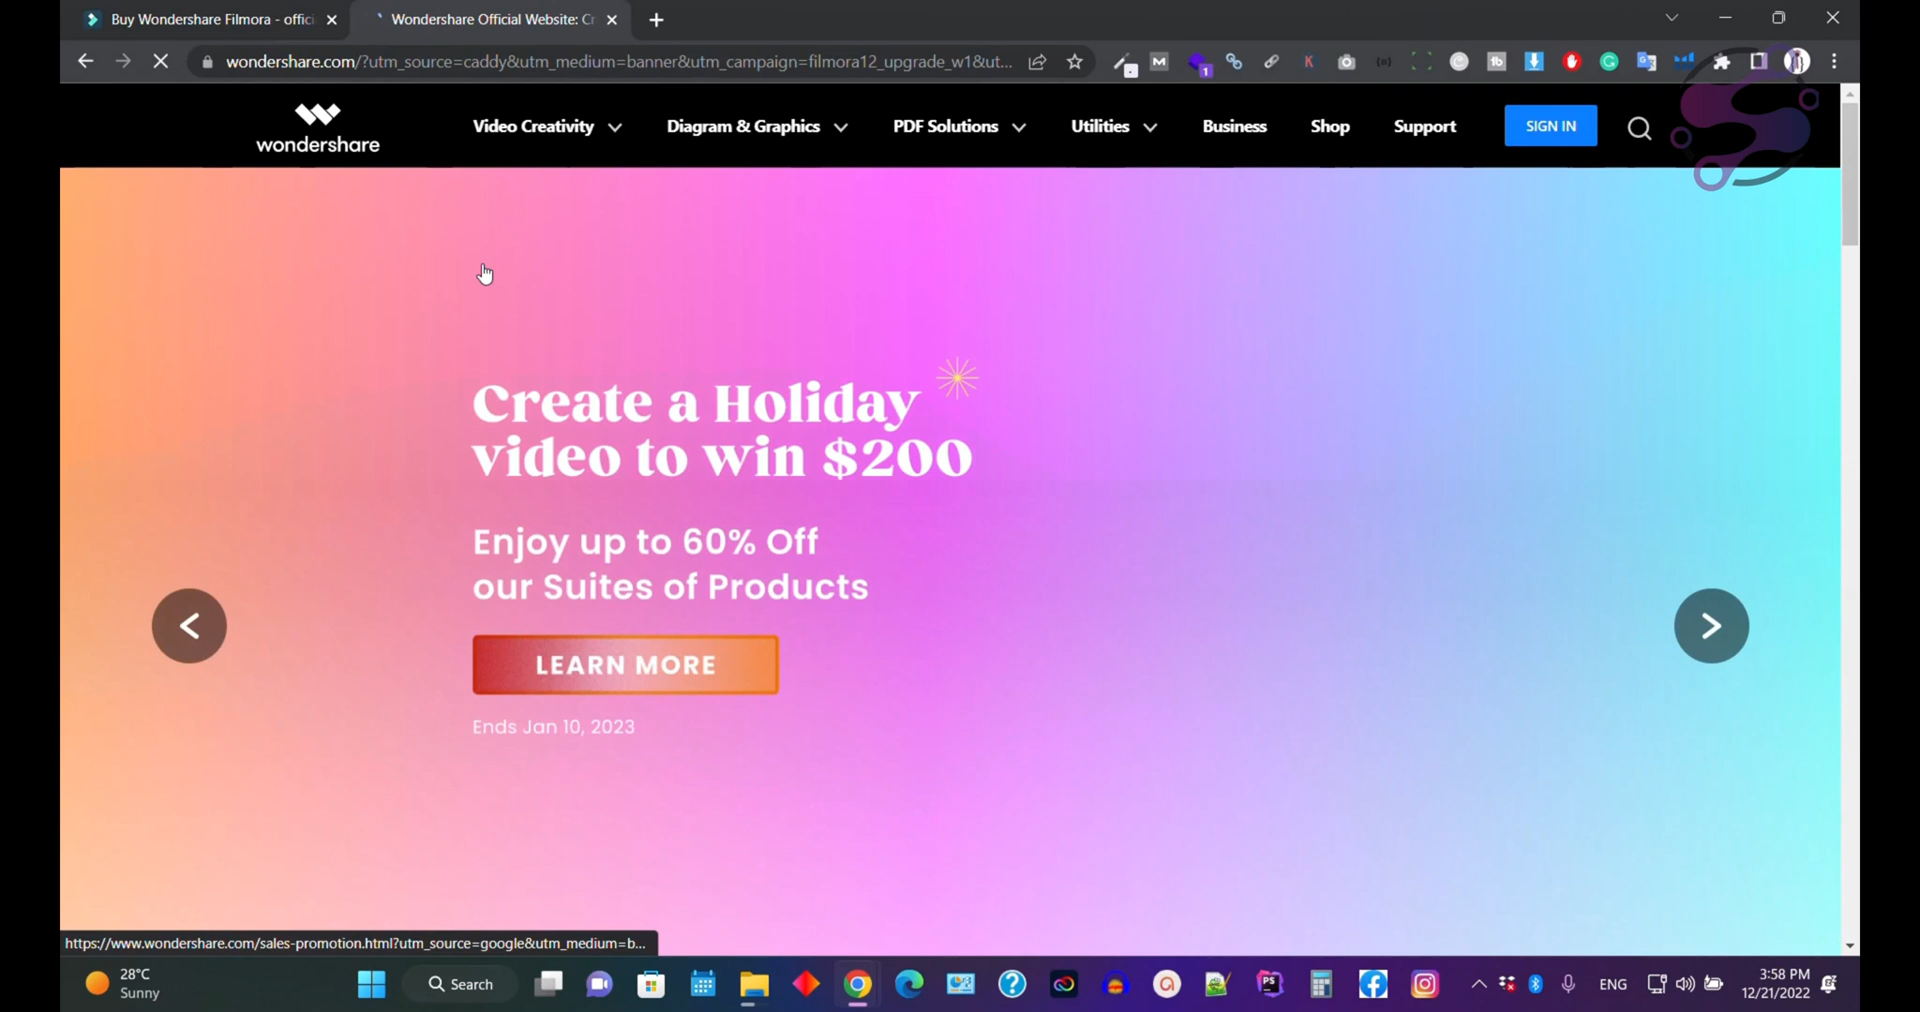 Buy Wondershare Filmora - offici
Wondershare Official Website: Cr
wondershare.com/?utm_source=caddy&utm_medium=banner&utm_campaign=filmora12_upgrade_w1&ut...
1
wondershare
Video Creativity
Diagram & Graphics
PDF Solutions
Utilities
Business
Shop
Support
SIGN IN
Create a Holiday
video to win $200
Enjoy up to 60% Off
our Suites of Products
LEARN MORE
Ends Jan 10, 2023
https://www.wondershare.com/sales-promotion.html?utm_source=google&utm_medium=b...
28°C
Sunny
Search
PS
ENG
3:58 PM
12/21/2022